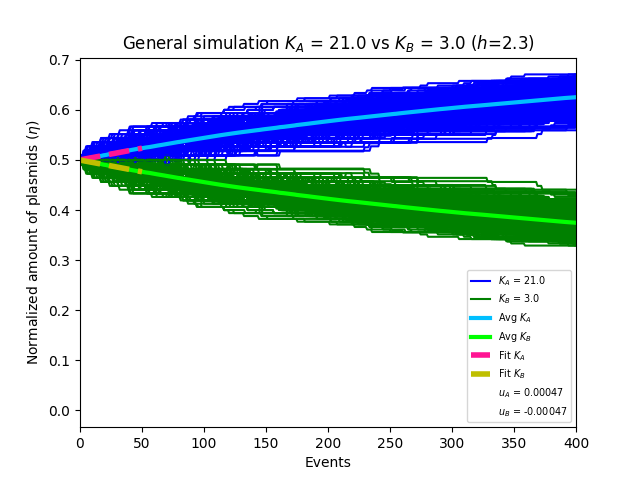 General simulation K_A = 21.0 vs K_B = 3.0 (h=2.3)
Normalized amount of plasmids (η)
0.7
0.6
0.5
0.4
0.3
0.2
0.1
0.0
K_A = 21.0
K_B = 3.0
Avg K_A
Avg K_B
Fit K_A
Fit K_B
u_A = 0.00047
u_B = -0.00047
0 50 100 150 200 250 300 350 400
Events